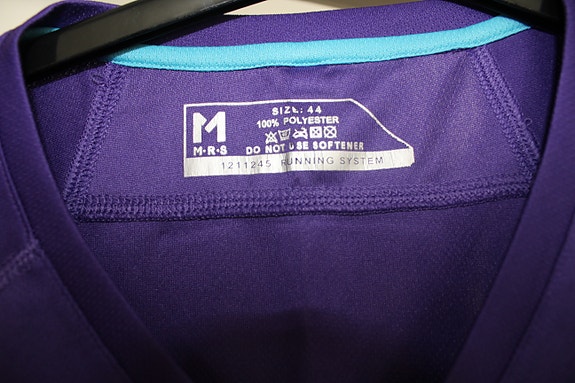 M
M·R·S
SIZE: 44
100% POLYESTER
DO NOT USE SOFTENER
1211245 RUNNING SYSTEM